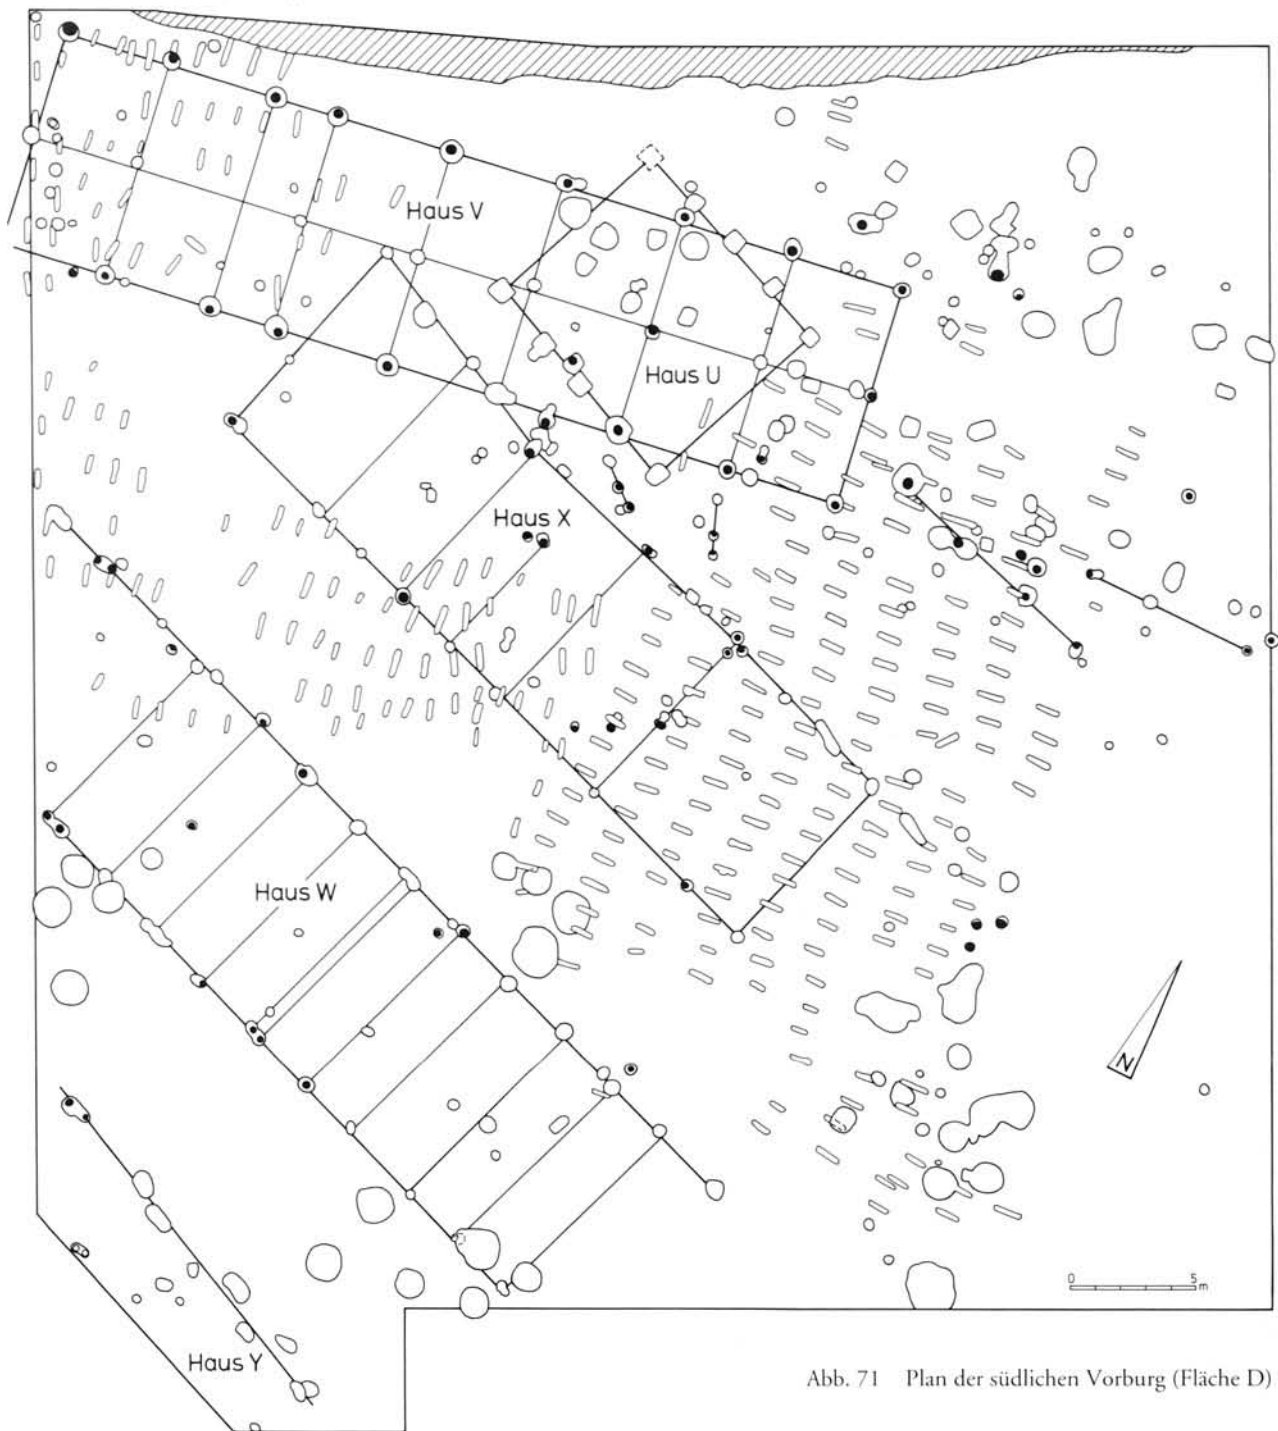 Haus V
Haus U
Haus X
Haus W
N
0 5 m
Haus Y
Abb. 71 Plan der südlichen Vorburg (Fläche D)